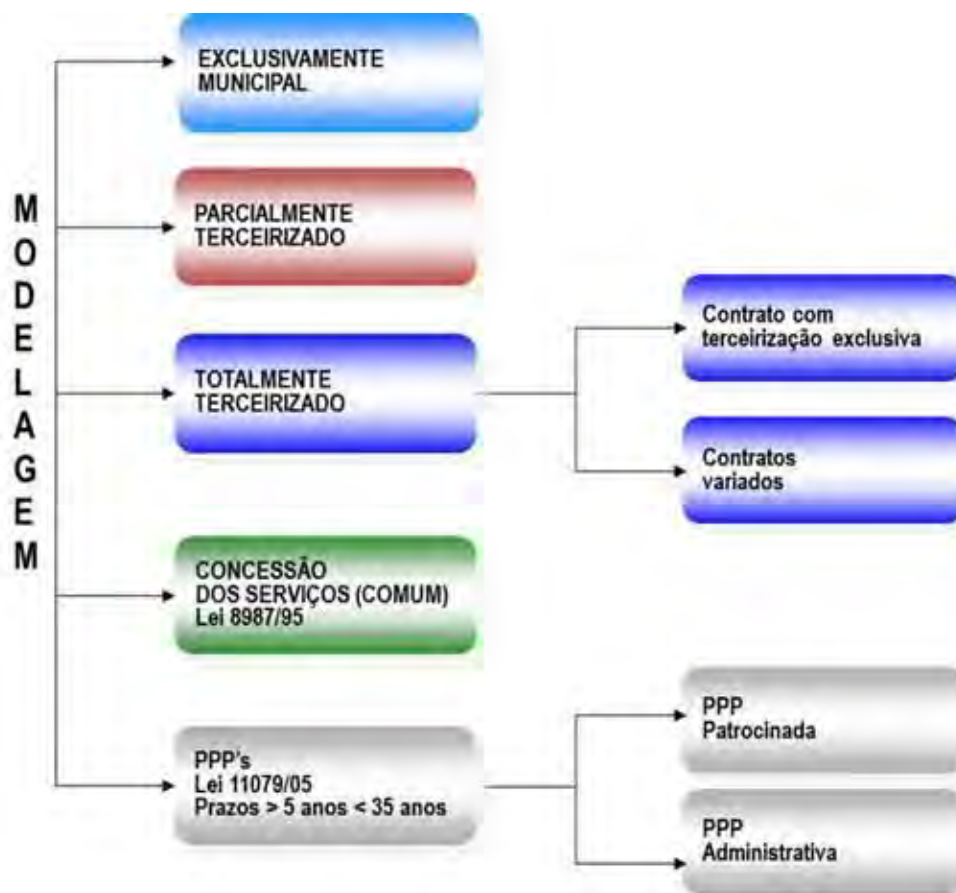 MODELAGEM
EXCLUSIVAMENTE
MUNICIPAL
PARCIALMENTE
TERCEIRIZADO
TOTALMENTE
TERCEIRIZADO
Contrato com
terceirização exclusiva
Contratos
variados
CONCESSÃO
DOS SERVIÇOS (COMUM)
Lei 8987/95
PPP's
Lei 11079/05
Prazos > 5 anos < 35 anos
PPP
Patrocinada
PPP
Administrativa